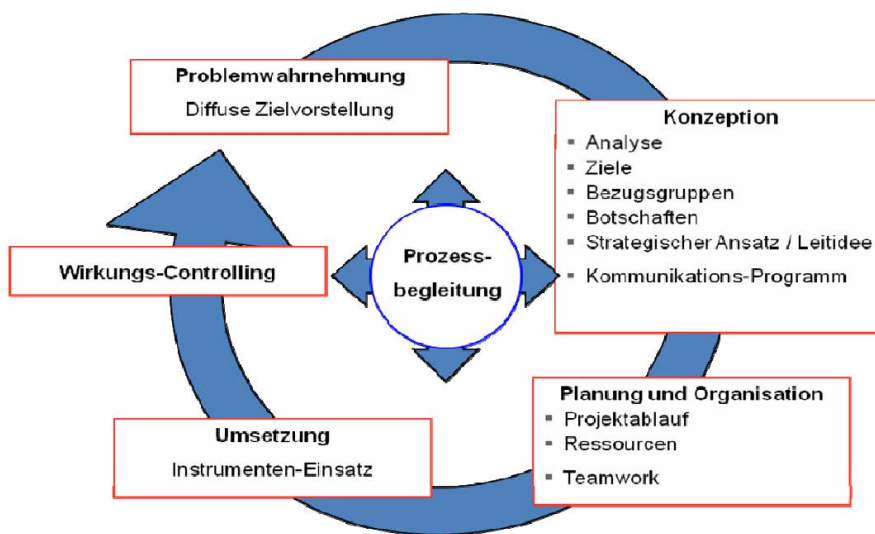 Problemwahrnehmung
Diffuse Zielvorstellung
Konzeption
Analyse
Ziele
Bezugsgruppen
Botschaften
Strategischer Ansatz / Leitidee
Kommunikations-Programm
Prozess-
begleitung
Wirkungs-Controlling
Planung und Organisation
Projektablauf
Ressourcen
Teamwork
Umsetzung
Instrumenten-Einsatz